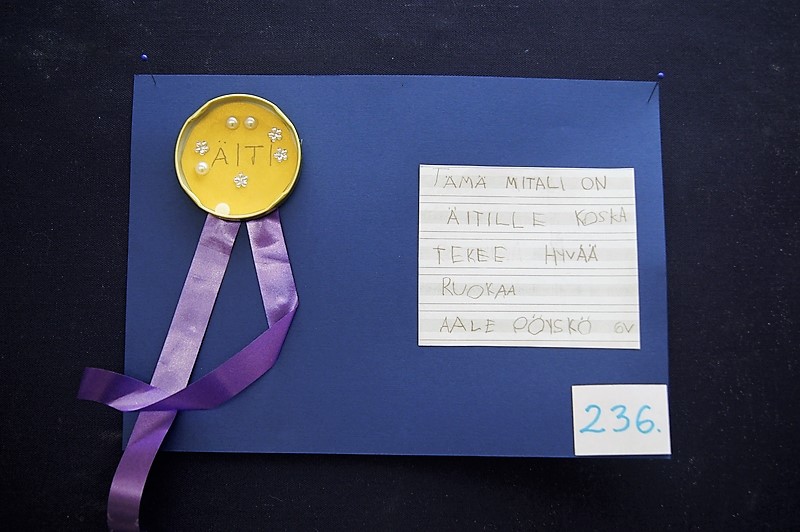 ÄITI
TÄMÄ MITALI ON
ÄITILLE KOSKA
TEKEE HYVÄÄ
RUOKAA
AALE PÖYSKÖ 6V
236.